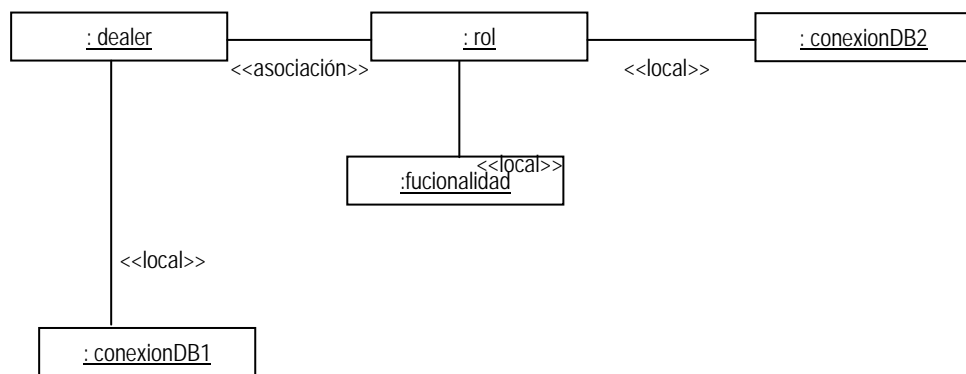 : dealer
: rol
: conexionDB2
<<asociación>>
<<local>>
<<local>>
:fucionalidad
<<local>>
: conexionDB1